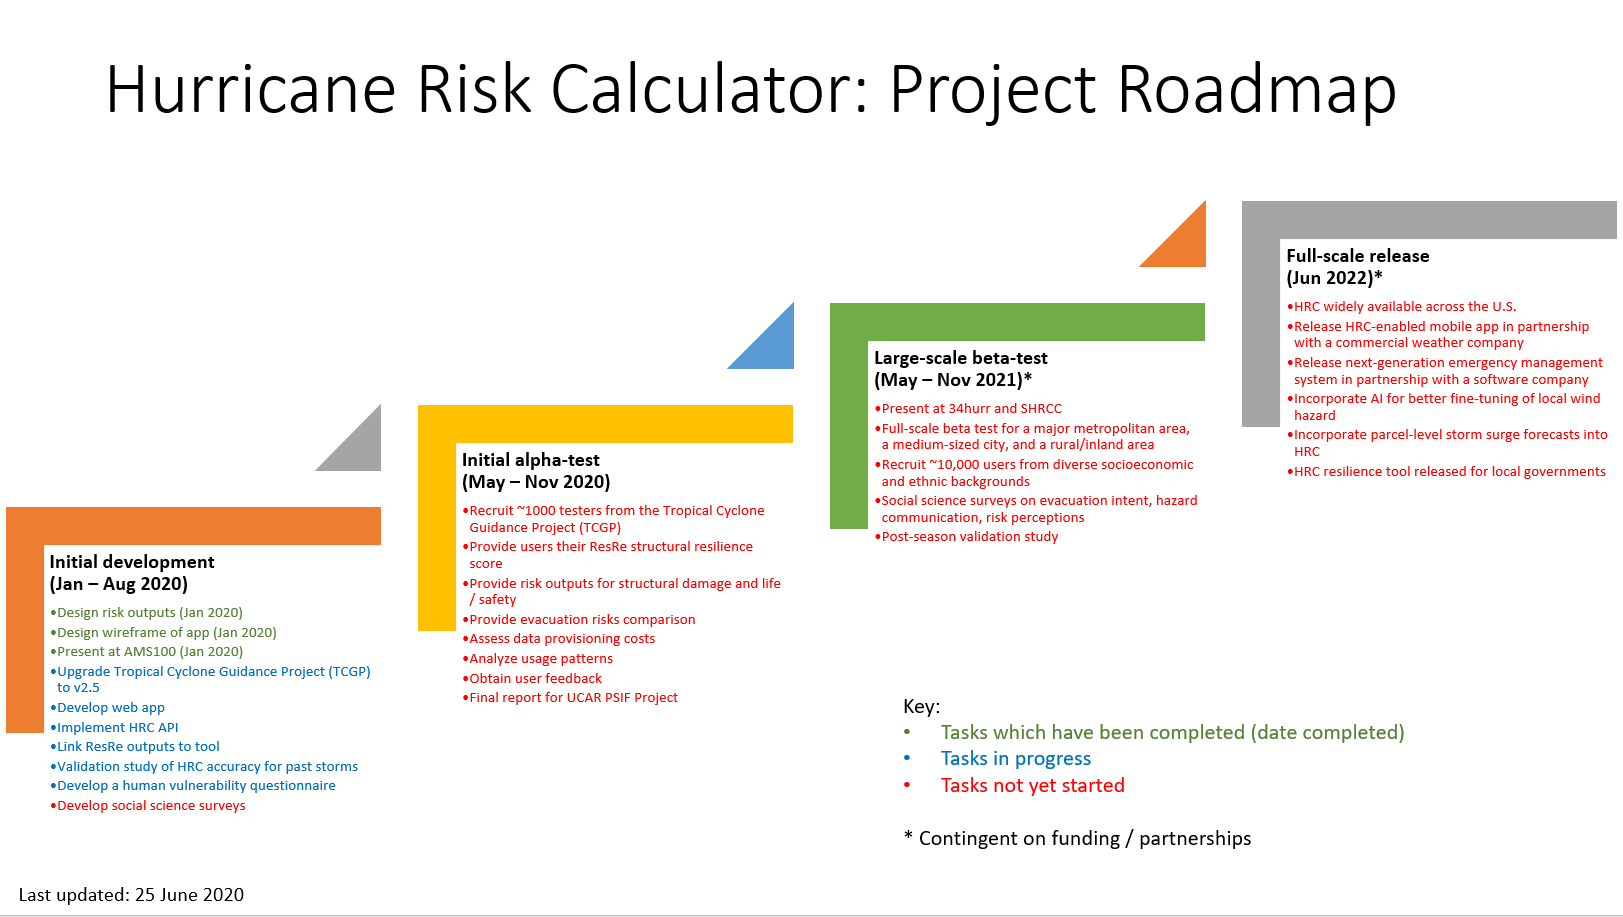 Hurricane Risk Calculator: Project Roadmap
Initial development
(Jan – Aug 2020)
•Design risk outputs (Jan 2020)
•Design wireframe of app (Jan 2020)
•Present at AMS100 (Jan 2020)
•Upgrade Tropical Cyclone Guidance Project (TCGP)
to v2.5
•Develop web app
•Implement HRC API
•Link ResRe outputs to tool
•Validation study of HRC accuracy for past storms
•Develop a human vulnerability questionnaire
•Develop social science surveys
Initial alpha-test
(May – Nov 2020)
•Recruit ~1000 testers from the Tropical Cyclone
Guidance Project (TCGP)
•Provide users their ResRe structural resilience
score
•Provide risk outputs for structural damage and life
/ safety
•Provide evacuation risks comparison
•Assess data provisioning costs
•Analyze usage patterns
•Obtain user feedback
•Final report for UCAR PSIF Project
Large-scale beta-test
(May – Nov 2021)*
•Present at 34hurr and SHRCC
•Full-scale beta test for a major metropolitan area,
a medium-sized city, and a rural/inland area
•Recruit ~10,000 users from diverse socioeconomic
and ethnic backgrounds
•Social science surveys on evacuation intent, hazard
communication, risk perceptions
•Post-season validation study
Full-scale release
(Jun 2022)*
•HRC widely available across the U.S.
•Release HRC-enabled mobile app in partnership
with a commercial weather company
•Release next-generation emergency management
system in partnership with a software company
•Incorporate AI for better fine-tuning of local wind
hazard
•Incorporate parcel-level storm surge forecasts into
HRC
•HRC resilience tool released for local governments
Key:
• Tasks which have been completed (date completed)
• Tasks in progress
• Tasks not yet started
* Contingent on funding / partnerships
Last updated: 25 June 2020